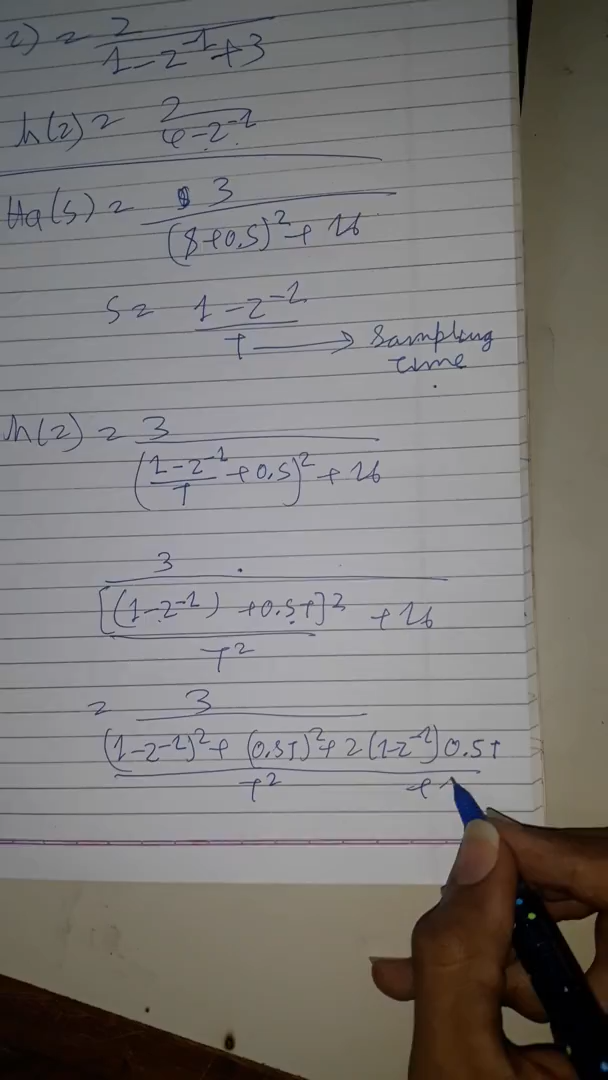 z) = 2
1 - z^-1 + 3
h(z) = 2
4 - z^-1
Ha(s) = 3
(s + 0.5)^2 + 16
s = 1 - z^-1
T → Sampling
time
h(z) = 3
(1 - z^-1 / T + 0.5)^2 + 16
3
[(1 - z^-1) + 0.5T]^2 + 16
T^2
= 3
(1 - z^-1)^2 + (0.5T)^2 + 2(1 - z^-1) 0.5T
T^2 +